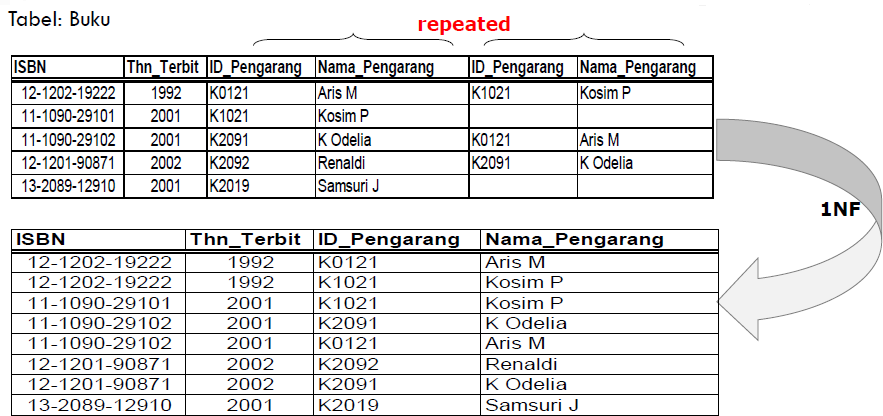 Tabel: Buku
repeated
ISBN Thn_Terbit ID_Pengarang Nama_Pengarang ID_Pengarang Nama_Pengarang
12-1202-19222 1992 K0121 Aris M K1021 Kosim P
11-1090-29101 2001 K1021 Kosim P
11-1090-29102 2001 K2091 K Odelia K0121 Aris M
12-1201-90871 2002 K2092 Renaldi K2091 K Odelia
13-2089-12910 2001 K2019 Samsuri J
1NF
ISBN Thn_Terbit ID_Pengarang Nama_Pengarang
12-1202-19222 1992 K0121 Aris M
12-1202-19222 1992 K1021 Kosim P
11-1090-29101 2001 K1021 Kosim P
11-1090-29102 2001 K2091 K Odelia
11-1090-29102 2001 K0121 Aris M
12-1201-90871 2002 K2092 Renaldi
12-1201-90871 2002 K2091 K Odelia
13-2089-12910 2001 K2019 Samsuri J